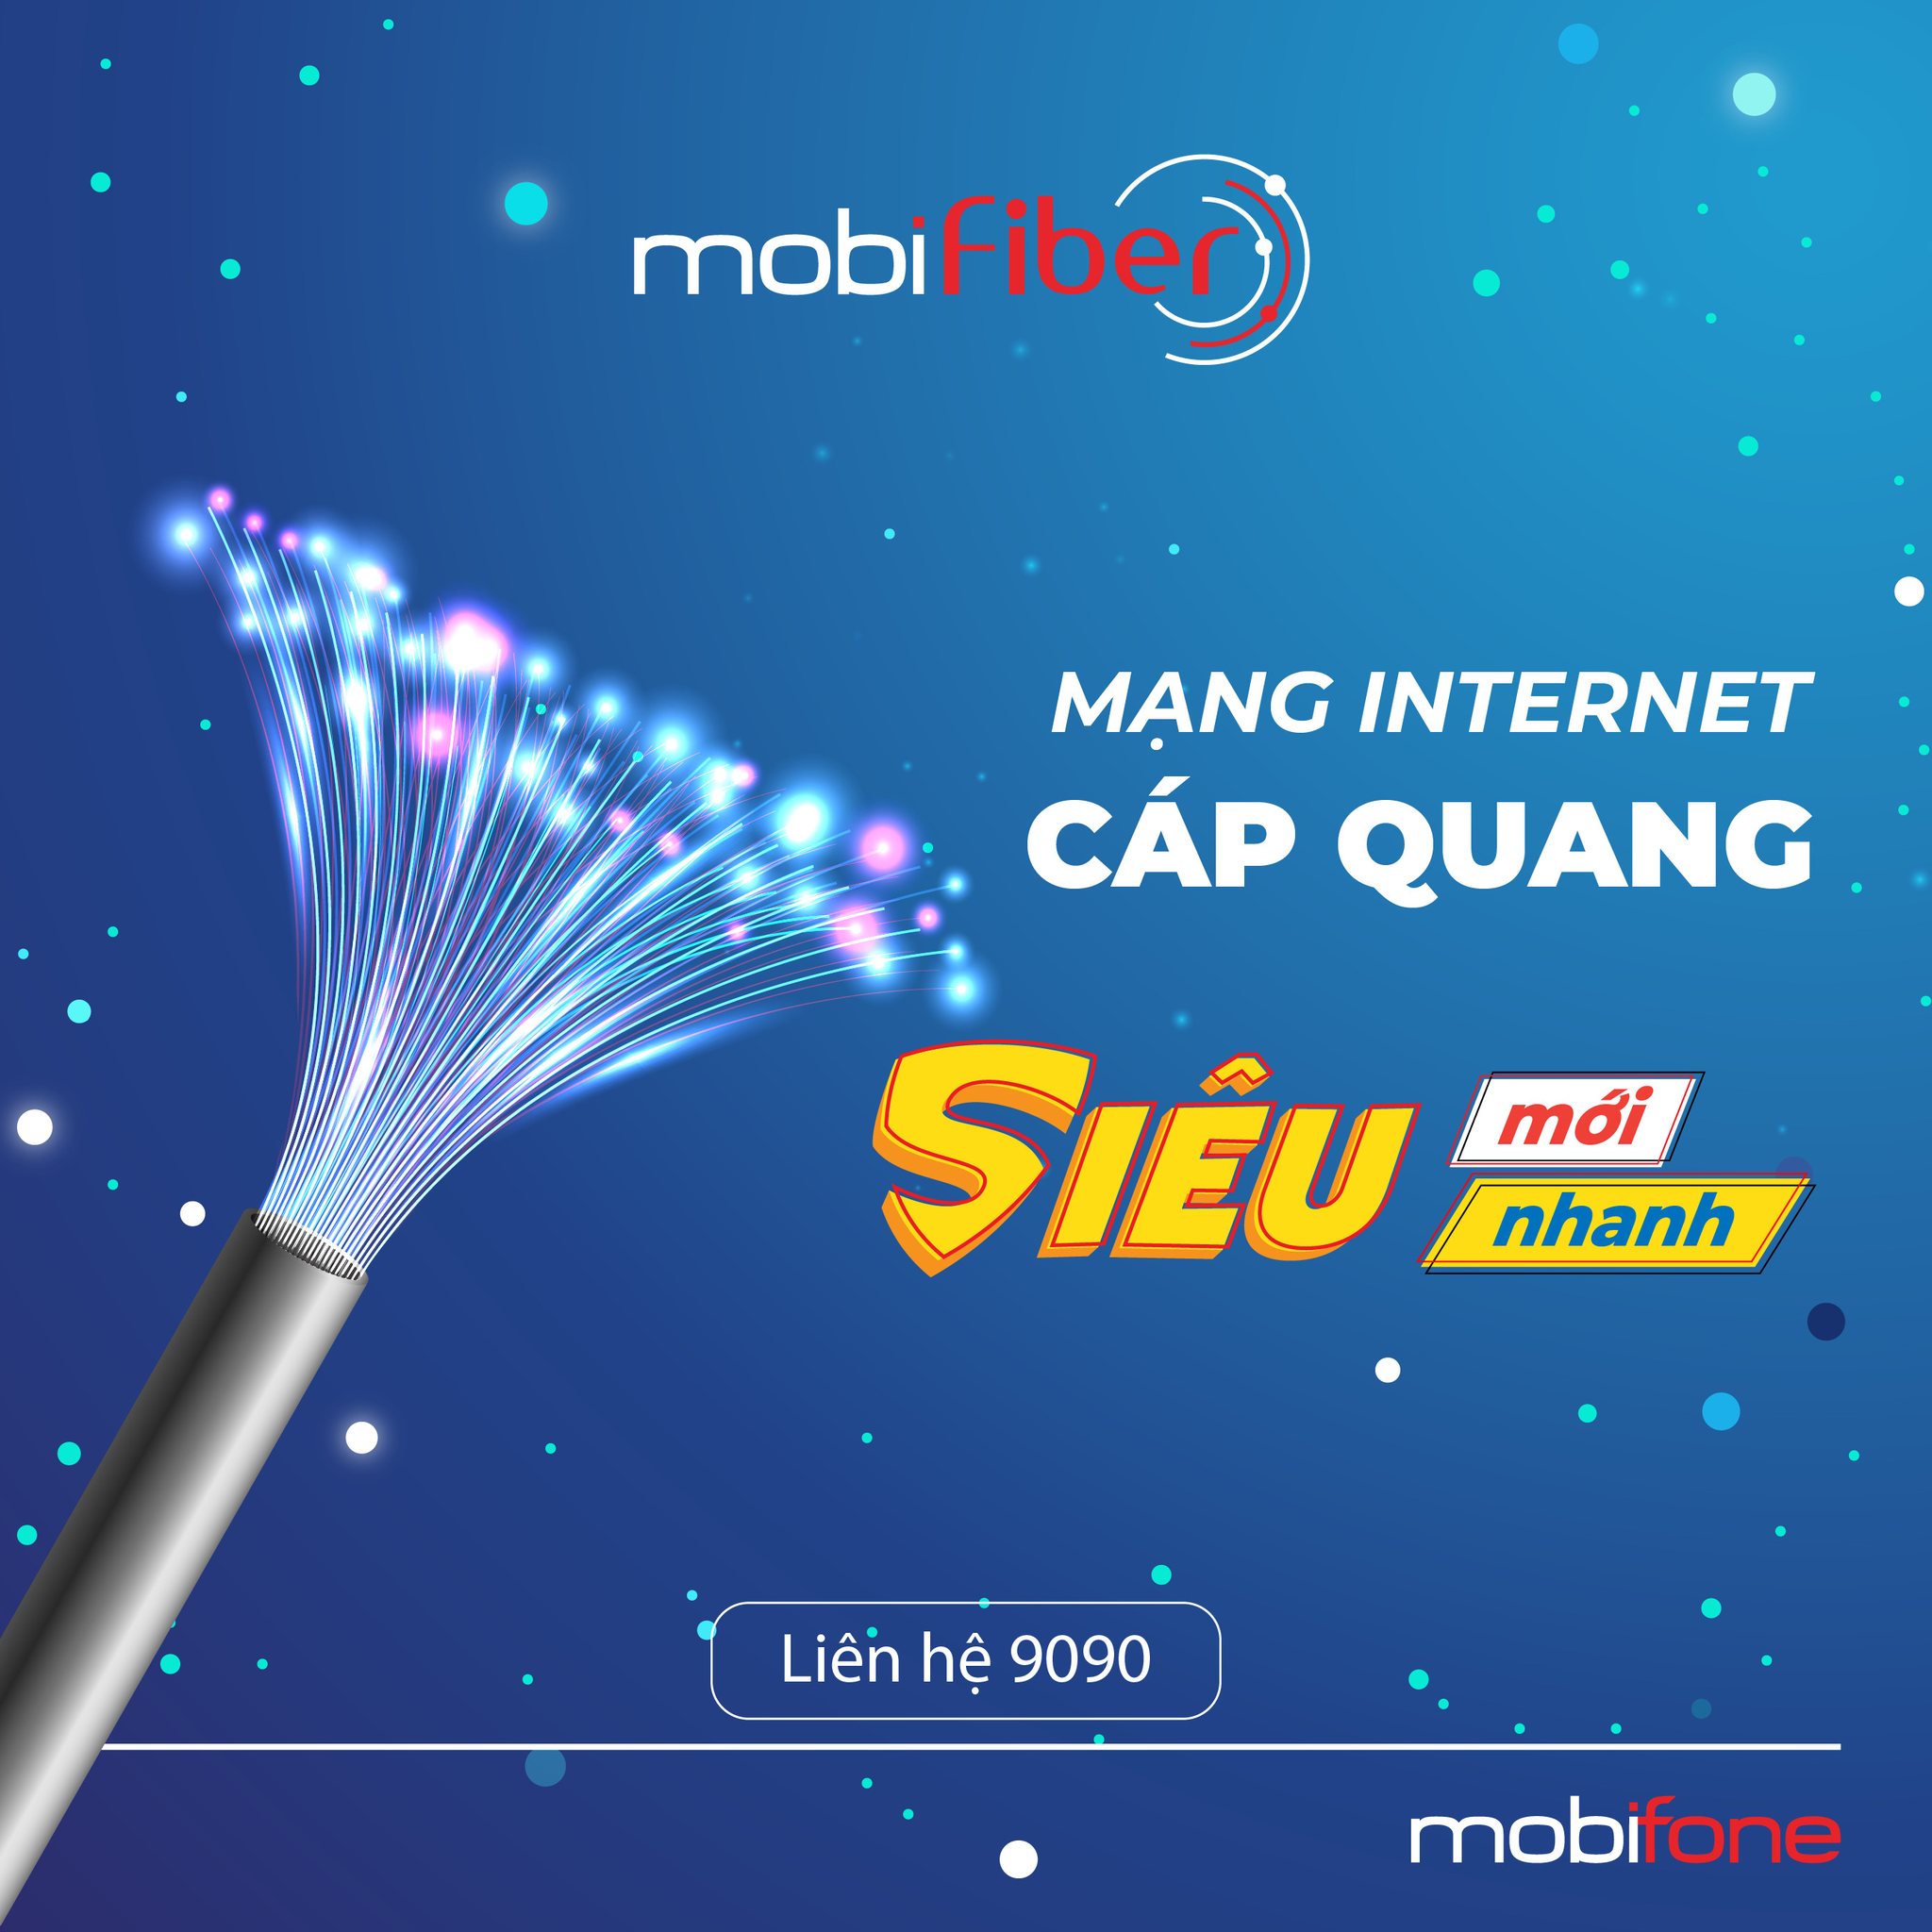 mobifiber
MẠNG INTERNET
CÁP QUANG
SIÊU mới
nhanh
Liên hệ 9090
mobifone